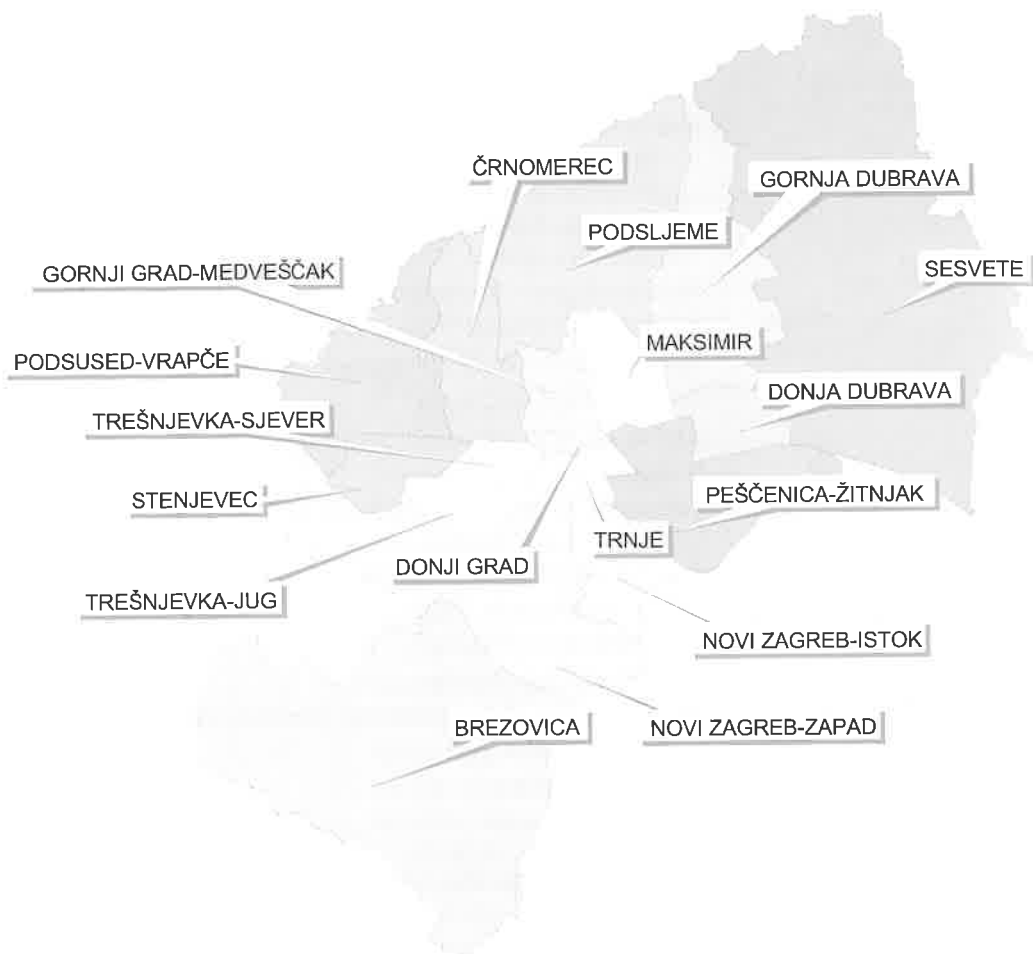 ČRNOMEREC
GORNJA DUBRAVA
PODSLJEME
GORNJI GRAD-MEDVEŠČAK
SESVETE
MAKSIMIR
PODSUSED-VRAPČE
DONJA DUBRAVA
TREŠNJEVKA-SJEVER
STENJEVEC
PEŠČENICA-ŽITNJAK
TRNJE
DONJI GRAD
TREŠNJEVKA-JUG
NOVI ZAGREB-ISTOK
BREZOVICA
NOVI ZAGREB-ZAPAD